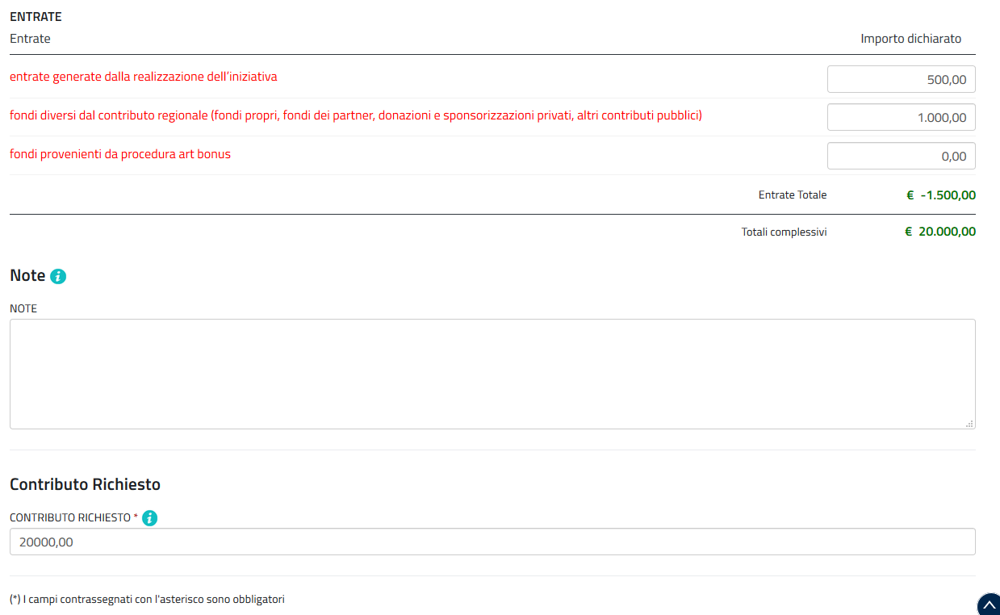 ENTRATE
Entrate Importo dichiarato
entrate generate dalla realizzazione dell'iniziativa 500,00
fondi diversi dal contributo regionale (fondi propri, fondi dei partner, donazioni e sponsorizzazioni privati, altri contributi pubblici) 1.000,00
fondi provenienti da procedura art bonus 0,00
Entrate Totale € -1.500,00
Totali complessivi € 20.000,00
Note i
NOTE
Contributo Richiesto
CONTRIBUTO RICHIESTO * i
20000,00
(*) I campi contrassegnati con l'asterisco sono obbligatori